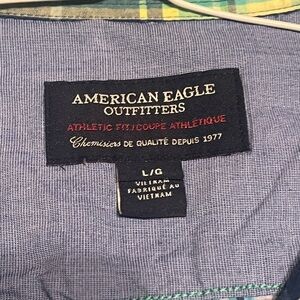 AMERICAN EAGLE
OUTFITTERS
ATHLETIC FIT/COUPE ATHLÉTIQUE
Chemisiers DE QUALITÉ DEPUIS 1977
L/G
VIETNAM
FABRIQUÉ AU
VIETNAM